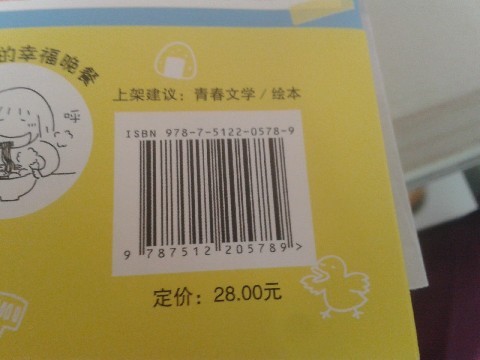 的幸福晚餐
呼
上架建议：青春文学/绘本
ISBN 978-7-5122-0578-9
9 787512 205789>
定价：28.00元